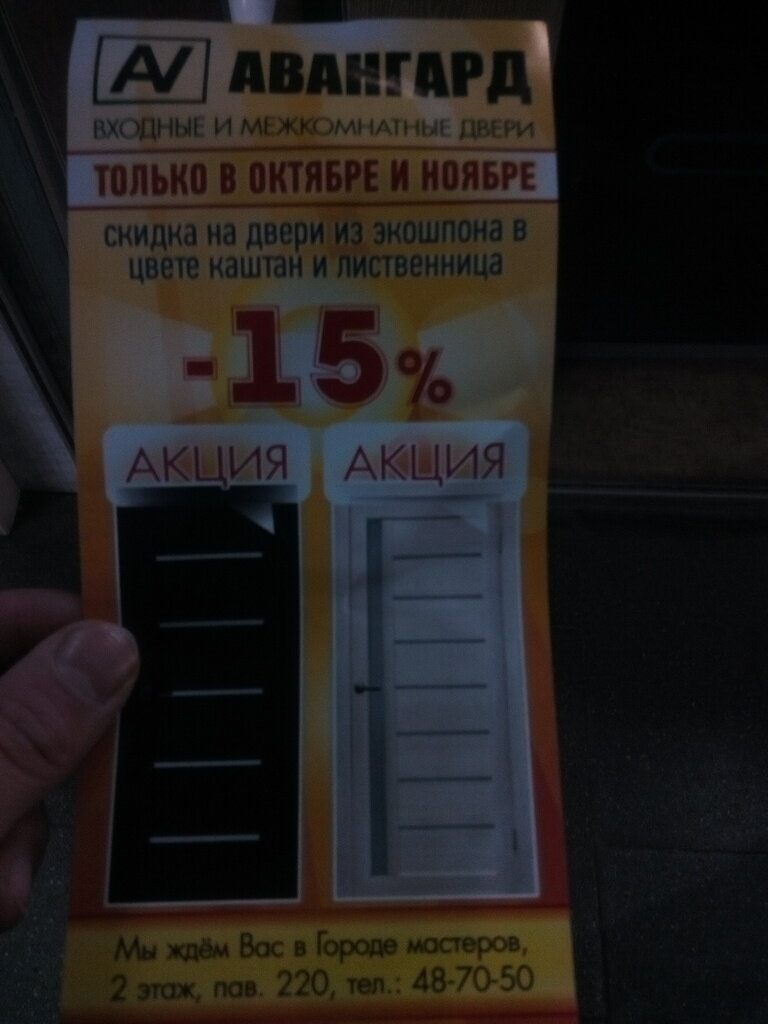 AV АВАНГАРД
ВХОДНЫЕ И МЕЖКОМНАТНЫЕ ДВЕРИ
ТОЛЬКО В ОКТЯБРЕ И НОЯБРЕ
скидка на двери из экошпона в
цвете каштан и лиственница
-15%
АКЦИЯ АКЦИЯ
Мы ждём Вас в Городе мастеров,
2 этаж, пав. 220, тел.: 48-70-50